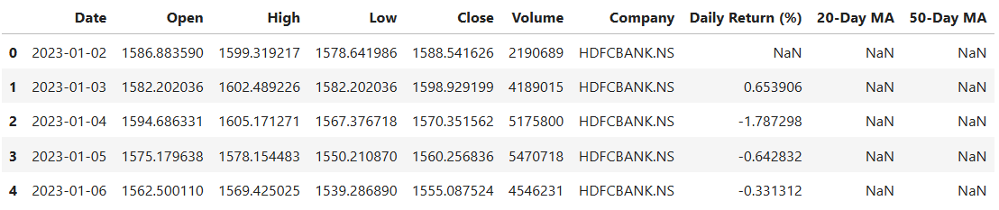 Date Open High Low Close Volume Company Daily Return (%) 20-Day MA 50-Day MA
0 2023-01-02 1586.883590 1599.319217 1578.641986 1588.541626 2190689 HDFCBANK.NS NaN NaN NaN
1 2023-01-03 1582.202036 1602.489226 1582.202036 1598.929199 4189015 HDFCBANK.NS 0.653906 NaN NaN
2 2023-01-04 1594.686331 1605.171271 1567.376718 1570.351562 5175800 HDFCBANK.NS -1.787298 NaN NaN
3 2023-01-05 1575.179638 1578.154483 1550.210870 1560.256836 5470718 HDFCBANK.NS -0.642832 NaN NaN
4 2023-01-06 1562.500110 1569.425025 1539.286890 1555.087524 4546231 HDFCBANK.NS -0.331312 NaN NaN